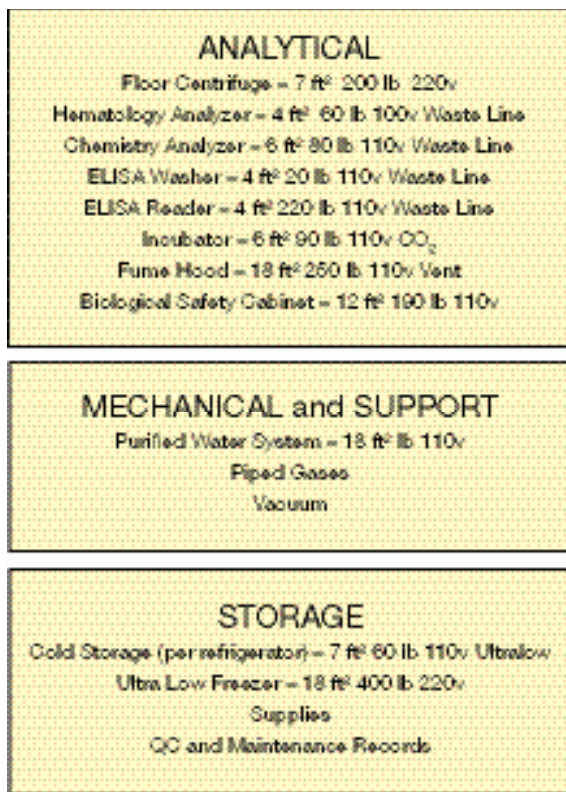 ANALYTICAL
Floor Centrifuge – 7 ft² 200 lb 220v
Hematology Analyzer – 4 ft² 60 lb 100v Waste Line
Chemistry Analyzer – 6 ft² 80 lb 110v Waste Line
ELISA Washer – 4 ft² 20 lb 110v Waste Line
ELISA Reader – 4 ft² 220 lb 110v Waste Line
Incubator – 6 ft² 90 lb 110v CO₂
Fume Hood – 18 ft² 250 lb 110v Vent
Biological Safety Cabinet – 12 ft² 190 lb 110v
MECHANICAL and SUPPORT
Purified Water System – 18 ft² lb 110v
Piped Gases
Vacuum
STORAGE
Cold Storage (per refrigerator) – 7 ft² 60 lb 110v Ultralow
Ultra Low Freezer – 18 ft² 400 lb 220v
Supplies
QC and Maintenance Records